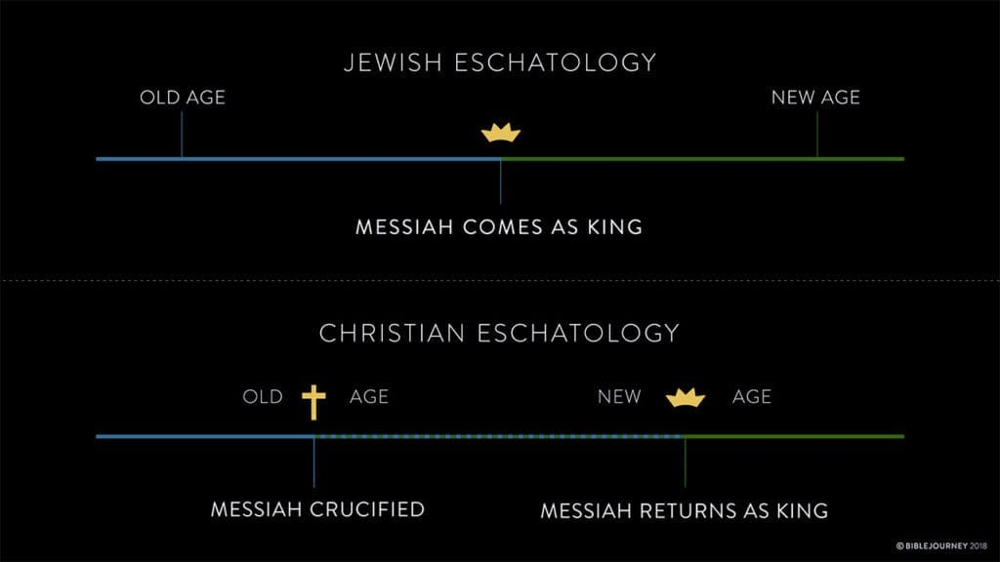 JEWISH ESCHATOLOGY
OLD AGE
NEW AGE
MESSIAH COMES AS KING
CHRISTIAN ESCHATOLOGY
OLD AGE
NEW AGE
MESSIAH CRUCIFIED
MESSIAH RETURNS AS KING
© BIBLEJOURNEY 2018